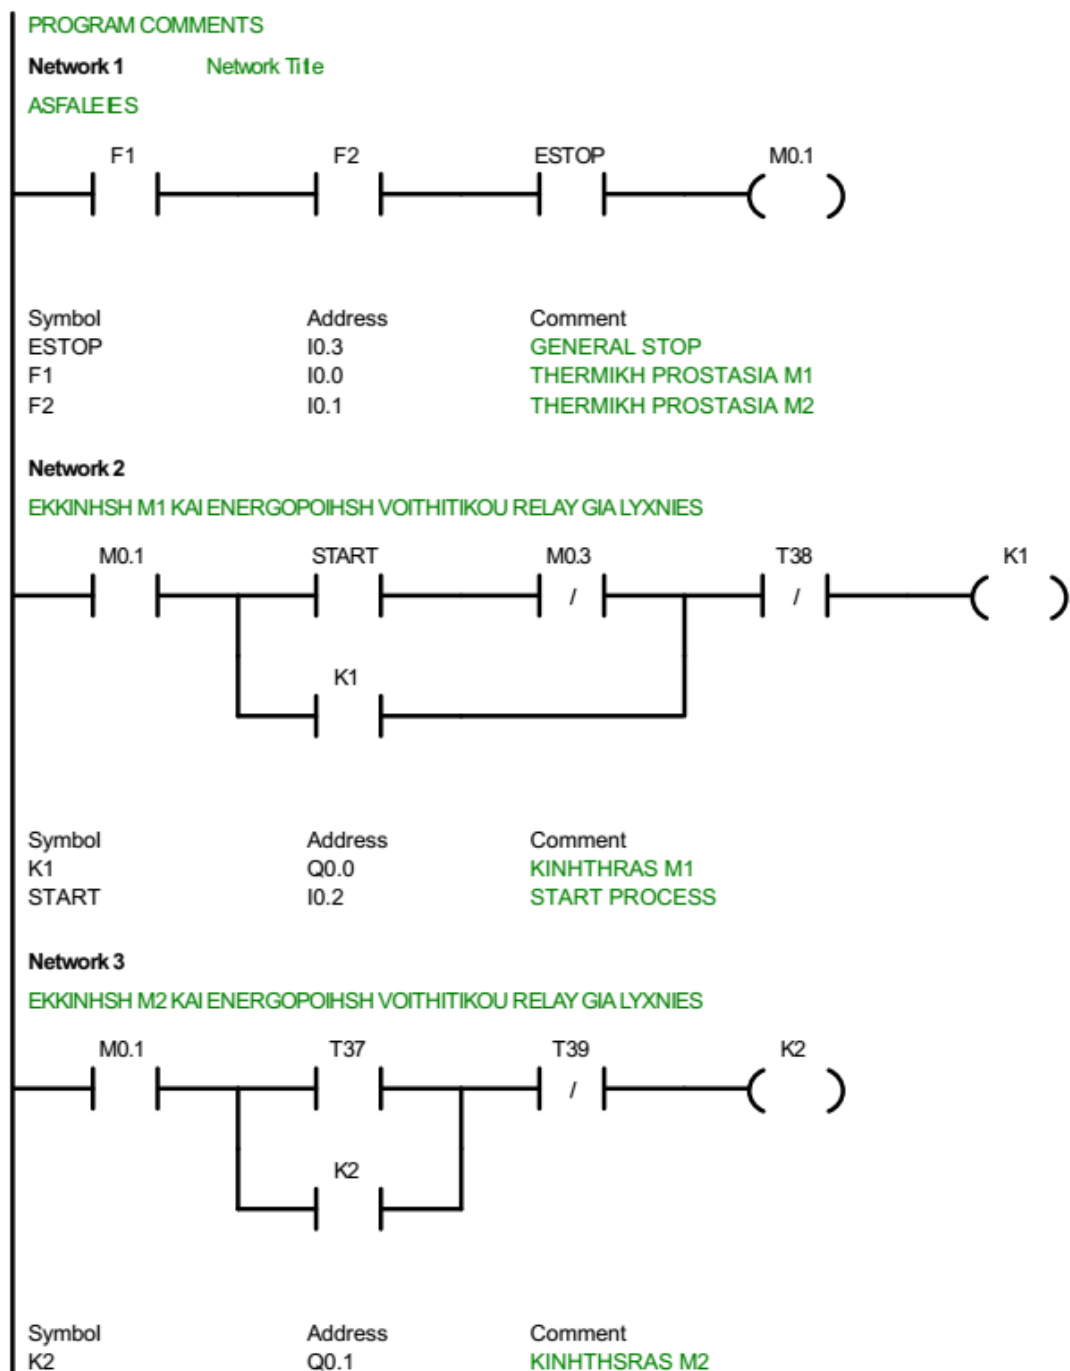 PROGRAM COMMENTS
Network 1 Network Title
ASFALEIES
F1 F2 ESTOP M0.1
Symbol Address Comment
ESTOP I0.3 GENERAL STOP
F1 I0.0 THERMIKH PROSTASIA M1
F2 I0.1 THERMIKH PROSTASIA M2
Network 2
EKKINHSH M1 KAI ENERGOPOIHSH VOITHITIKOU RELAY GIA LYXNIES
M0.1 START M0.3 T38 K1
/ /
K1
Symbol Address Comment
K1 Q0.0 KINHTHRAS M1
START I0.2 START PROCESS
Network 3
EKKINHSH M2 KAI ENERGOPOIHSH VOITHITIKOU RELAY GIA LYXNIES
M0.1 T37 T39 K2
/
K2
Symbol Address Comment
K2 Q0.1 KINHTHSRAS M2